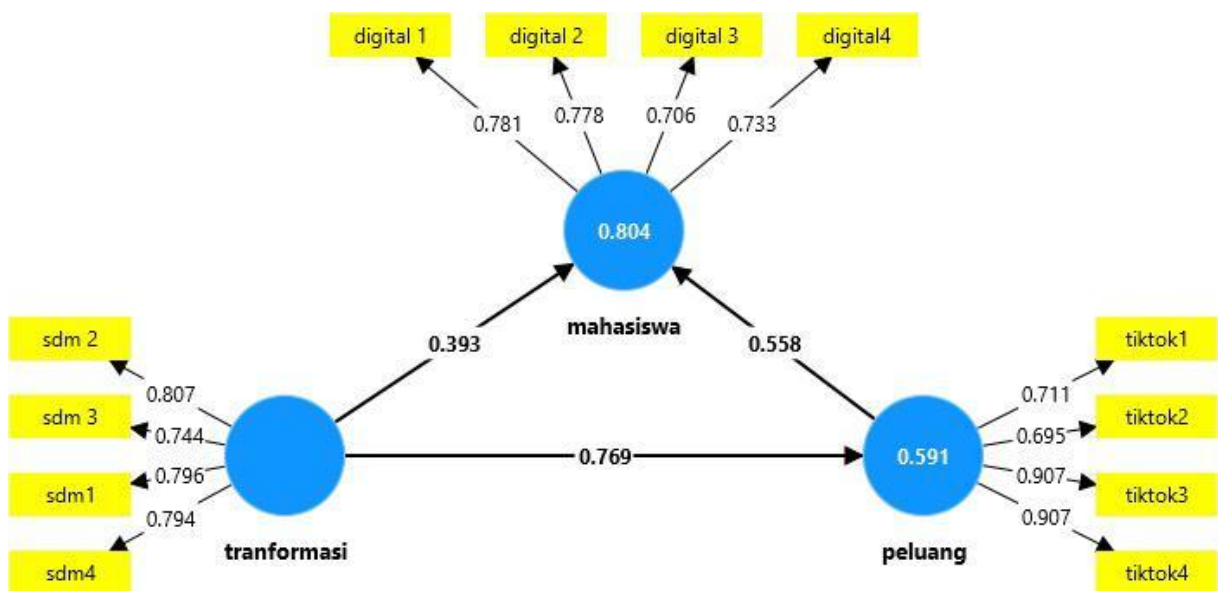 digital 1 digital 2 digital 3 digital4
0.781 0.778 0.706 0.733
0.804
mahasiswa
sdm 2
sdm 3
sdm1
sdm4
0.807
0.744
0.796
0.794
tranformasi
0.393
0.558
0.769
0.591
peluang
0.711
0.695
0.907
0.907
tiktok1
tiktok2
tiktok3
tiktok4